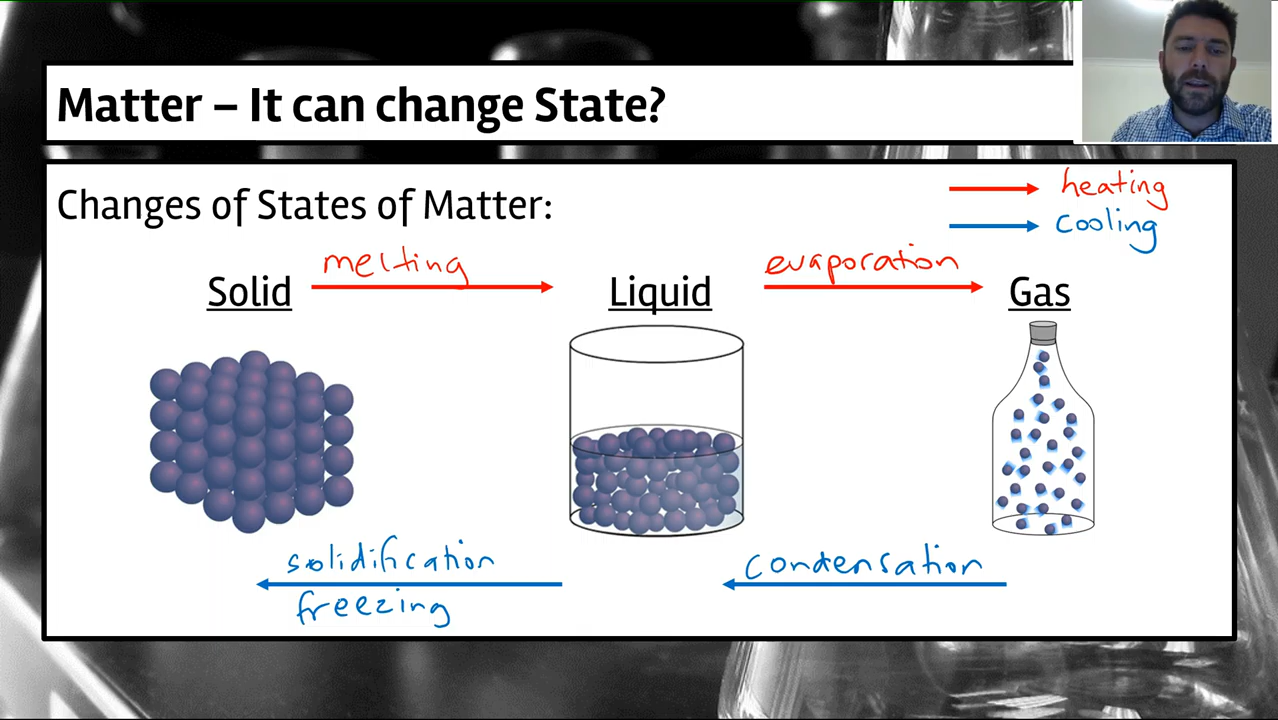 Matter – It can change State?
Changes of States of Matter:
heating
cooling
melting
evaporation
Solid
Liquid
Gas
solidification
freezing
condensation